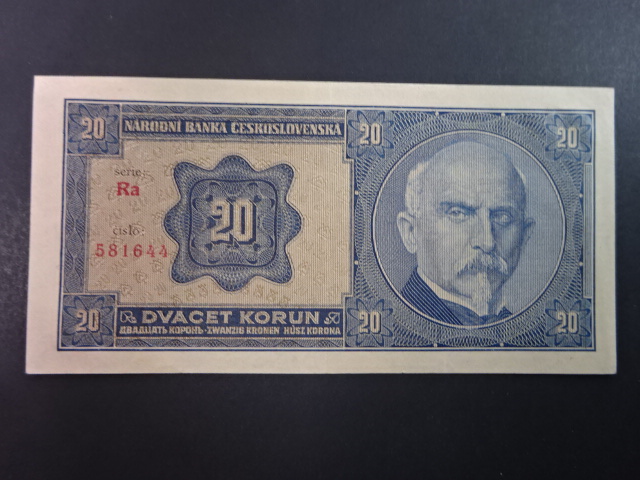 20 NÁRODNÍ BANKA ČESKOSLOVENSKÁ 20 20
serie:
Ra
20
číslo:
581644
20 DVACET KORUN 20 20
ДВАДЦАТЬ КОРОНЪ-ZWANZIG KRONEN HÚSZ KORONA